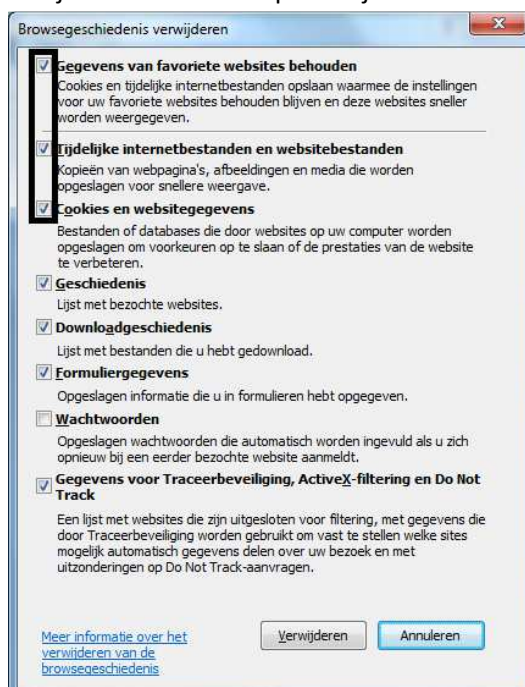 Browsegeschiedenis verwijderen
Gegevens van favoriete websites behouden
Cookies en tijdelijke internetbestanden opslaan waarmee de instellingen
voor uw favoriete websites behouden blijven en deze websites sneller
worden weergegeven.
Tijdelijke internetbestanden en websitebestanden
Kopieën van webpagina's, afbeeldingen en media die worden
opgeslagen voor snellere weergave.
Cookies en websitegegevens
Bestanden of databases die door websites op uw computer worden
opgeslagen om voorkeuren op te slaan of de prestaties van de website
te verbeteren.
Geschiedenis
Lijst met bezochte websites.
Downloadgeschiedenis
Lijst met bestanden die u hebt gedownload.
Formuliergegevens
Opgeslagen informatie die u in formulieren hebt opgegeven.
Wachtwoorden
Opgeslagen wachtwoorden die automatisch worden ingevuld als u zich
opnieuw bij een eerder bezochte website aanmeldt.
Gegevens voor Traceerbeveiliging, ActiveX-filtering en Do Not
Track
Een lijst met websites die zijn uitgesloten voor filtering, met gegevens die
door Traceerbeveiliging worden gebruikt om vast te stellen welke sites
mogelijk automatisch gegevens delen over uw bezoek en met
uitzonderingen op Do Not Track-aanvragen.
Meer informatie over het
verwijderen van de
browsegeschiedenis
Verwijderen
Annuleren